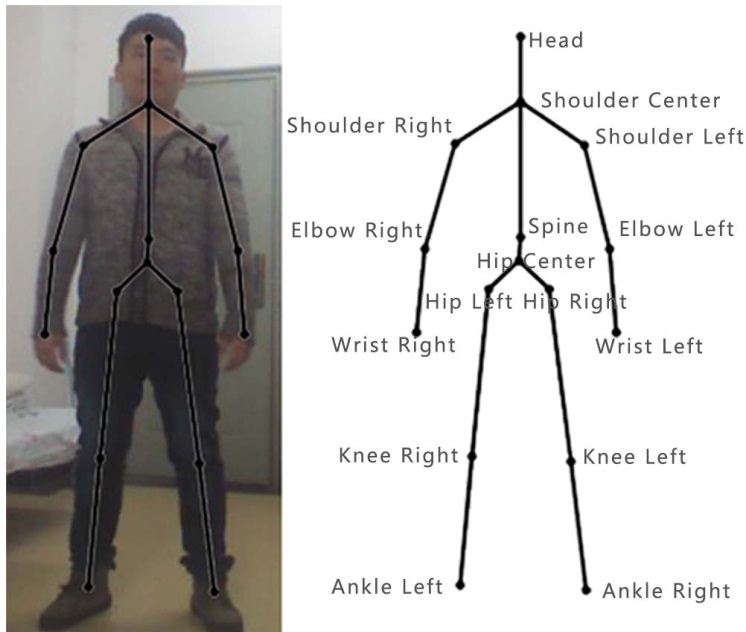 Head
Shoulder Center
Shoulder Right
Shoulder Left
Elbow Right
Spine
Elbow Left
Hip Center
Hip Left
Hip Right
Wrist Right
Wrist Left
Knee Right
Knee Left
Ankle Left
Ankle Right